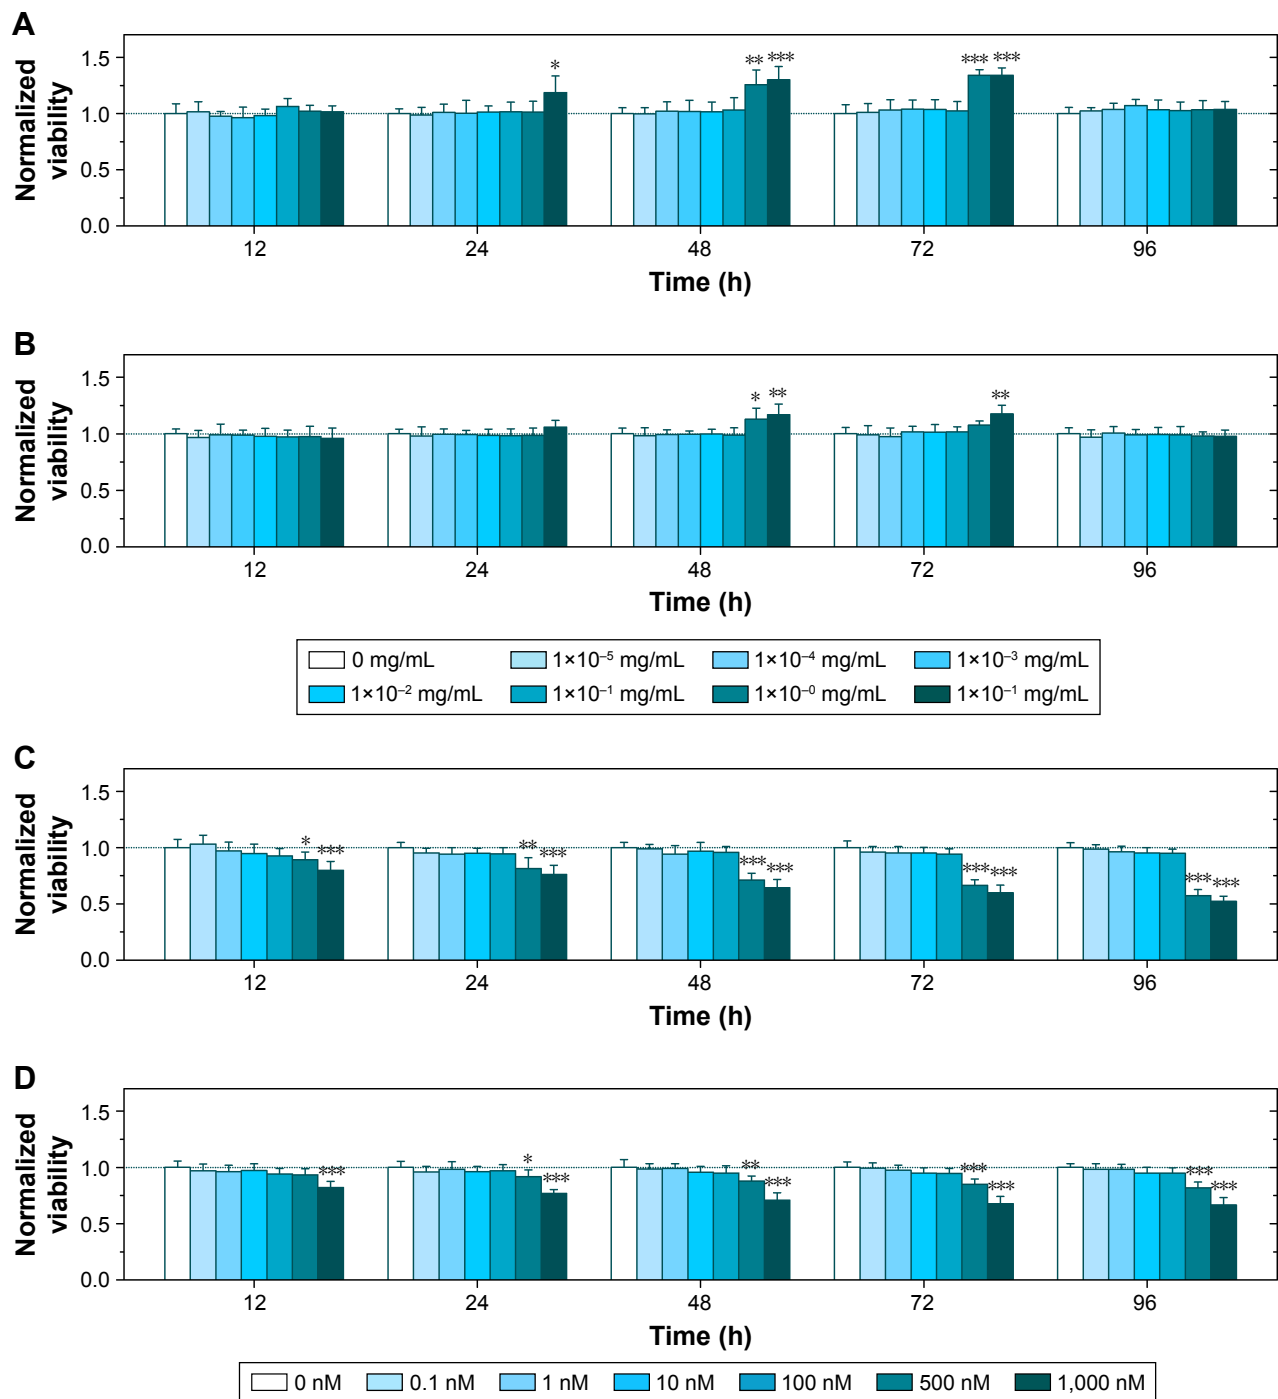 A
Normalized
viability
1.5
1.0
0.5
0.0
*
** ***
*** ***
12 24 48 72 96
Time (h)
B
Normalized
viability
1.5
1.0
0.5
0.0
* **
**
12 24 48 72 96
Time (h)
0 mg/mL 1×10⁻⁵ mg/mL 1×10⁻⁴ mg/mL 1×10⁻³ mg/mL
1×10⁻² mg/mL 1×10⁻¹ mg/mL 1×10⁻⁰ mg/mL 1×10⁻¹ mg/mL
C
Normalized
viability
1.5
1.0
0.5
0.0
* ***
** ***
*** ***
*** ***
*** ***
12 24 48 72 96
Time (h)
D
Normalized
viability
1.5
1.0
0.5
0.0
***
* ***
** ***
*** ***
*** ***
12 24 48 72 96
Time (h)
0 nM 0.1 nM 1 nM 10 nM 100 nM 500 nM 1,000 nM